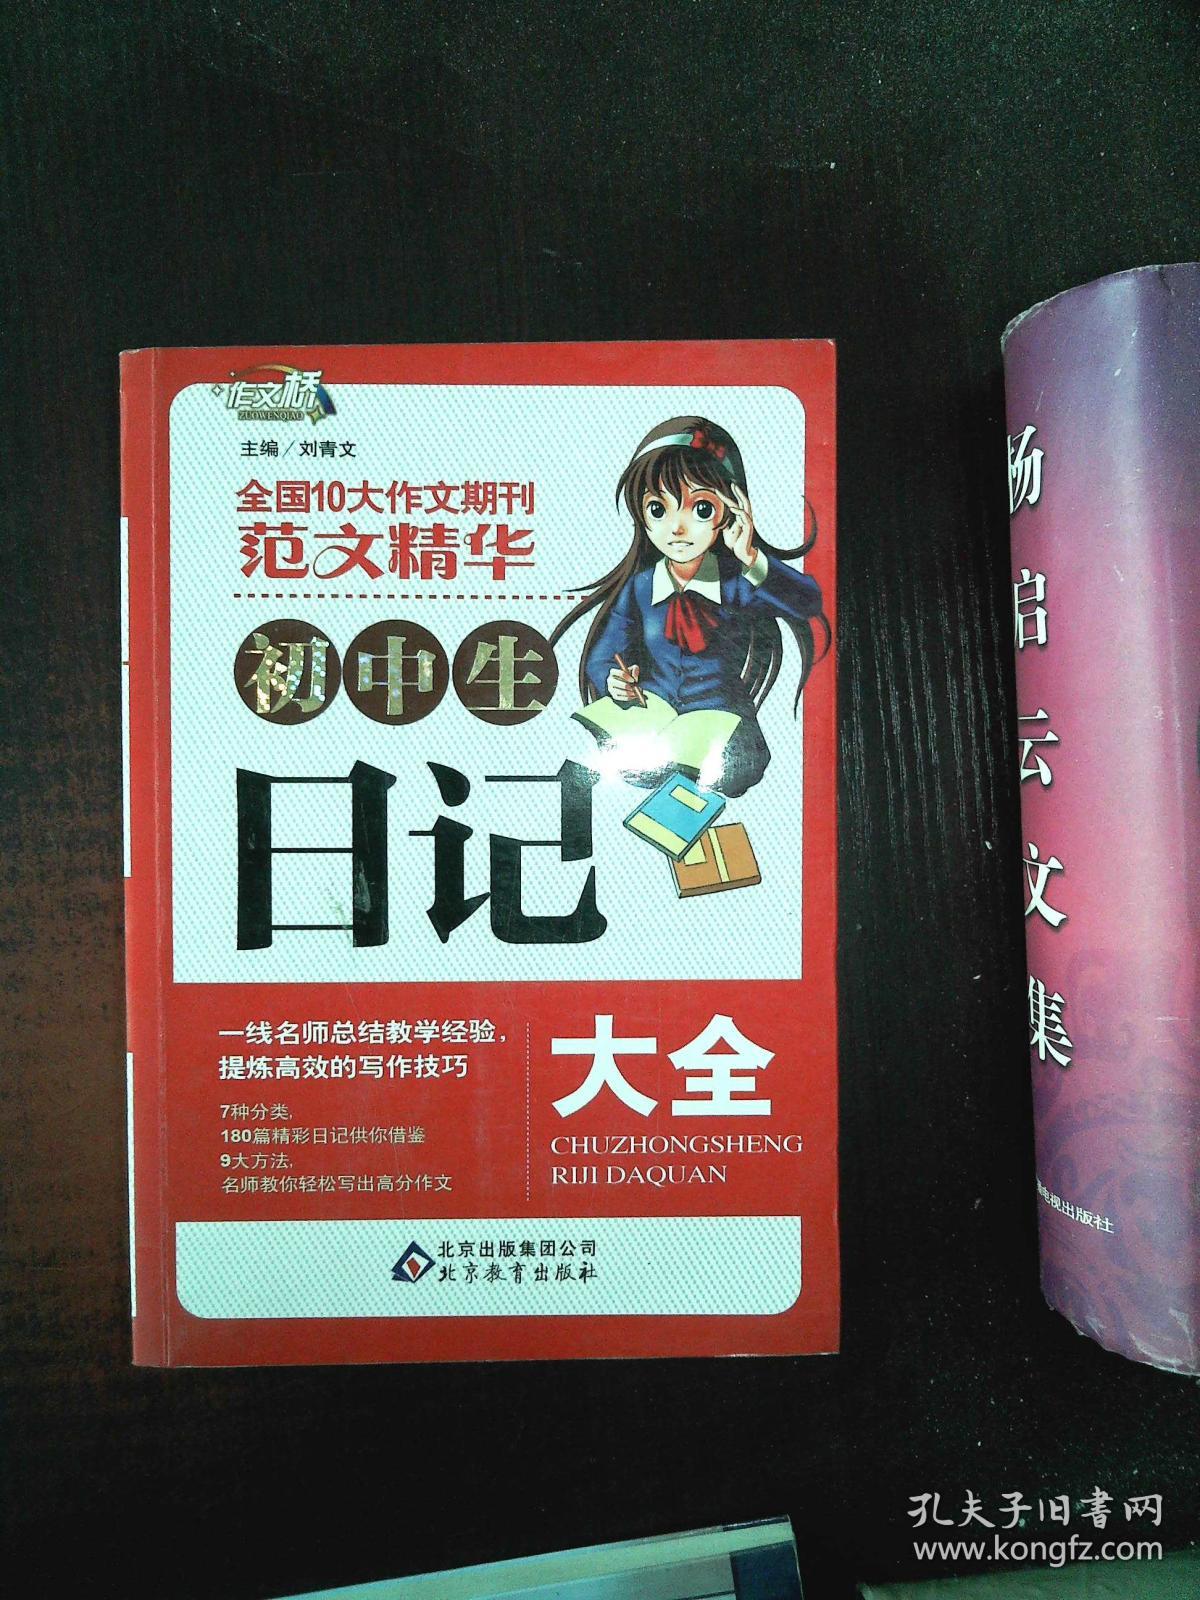 作文桥
ZUOWENQIAO
主编/刘青文
全国10大作文期刊
范文精华
初中生
日记
一线名师总结教学经验,
提炼高效的写作技巧
7种分类,
180篇精彩日记供你借鉴
9大方法,
名师教你轻松写出高分作文
大全
CHUZHONGSHENG
RIJI DAQUAN
北京出版集团公司
北京教育出版社
杨启云文集
电视出版社
孔夫子旧书网
www.kongfz.com